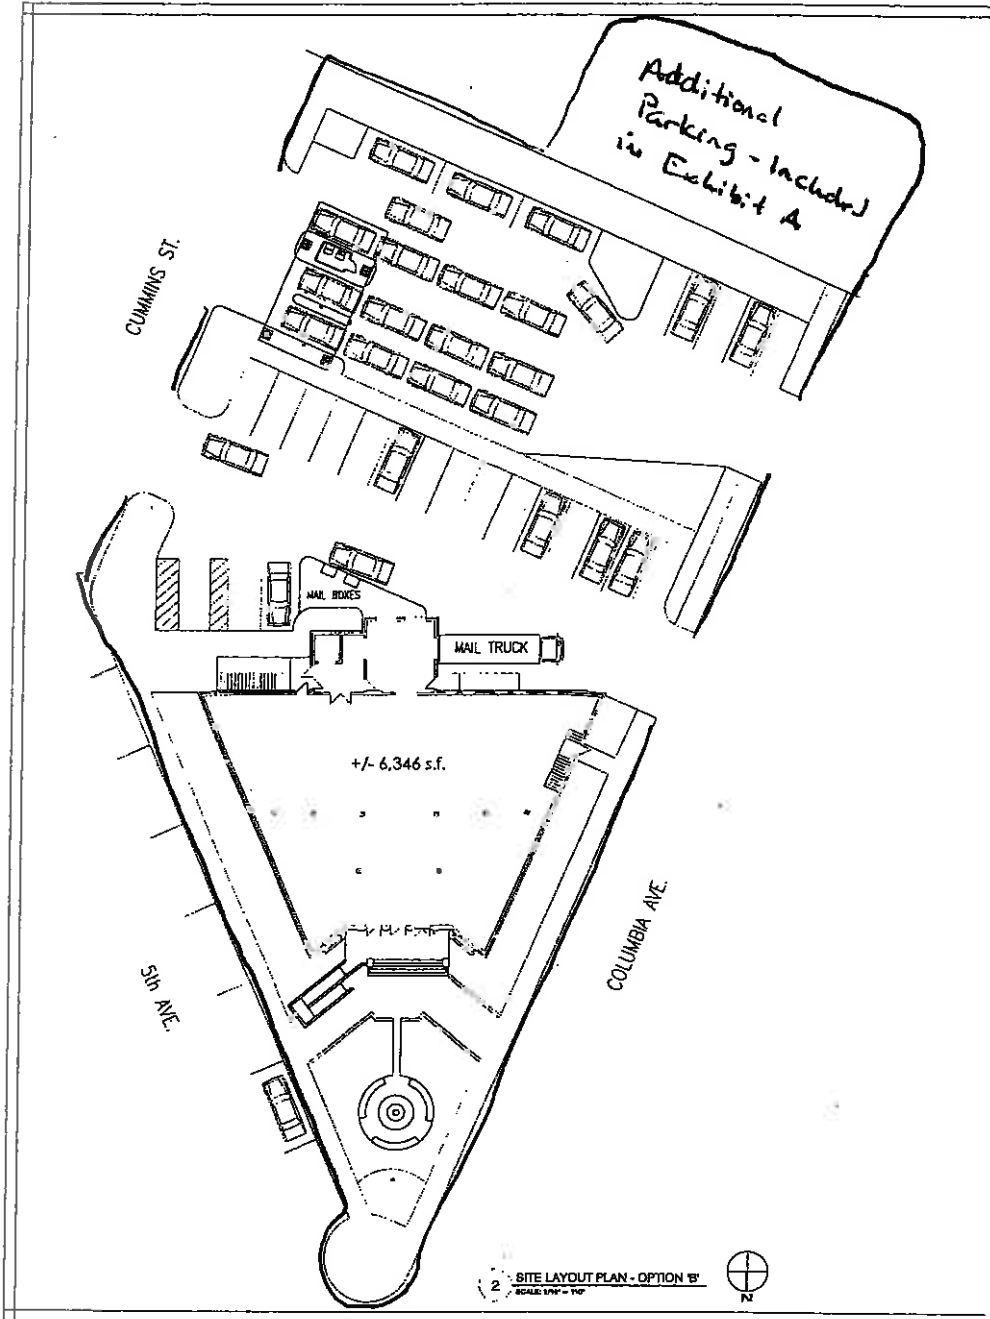 Additional
Parking - Included
in Exhibit A
CUMMINS ST.
MAIL BOXES
MAIL TRUCK
+/- 6,346 s.f.
COLUMBIA AVE.
5th AVE.
2
SITE LAYOUT PLAN - OPTION 'B'
N